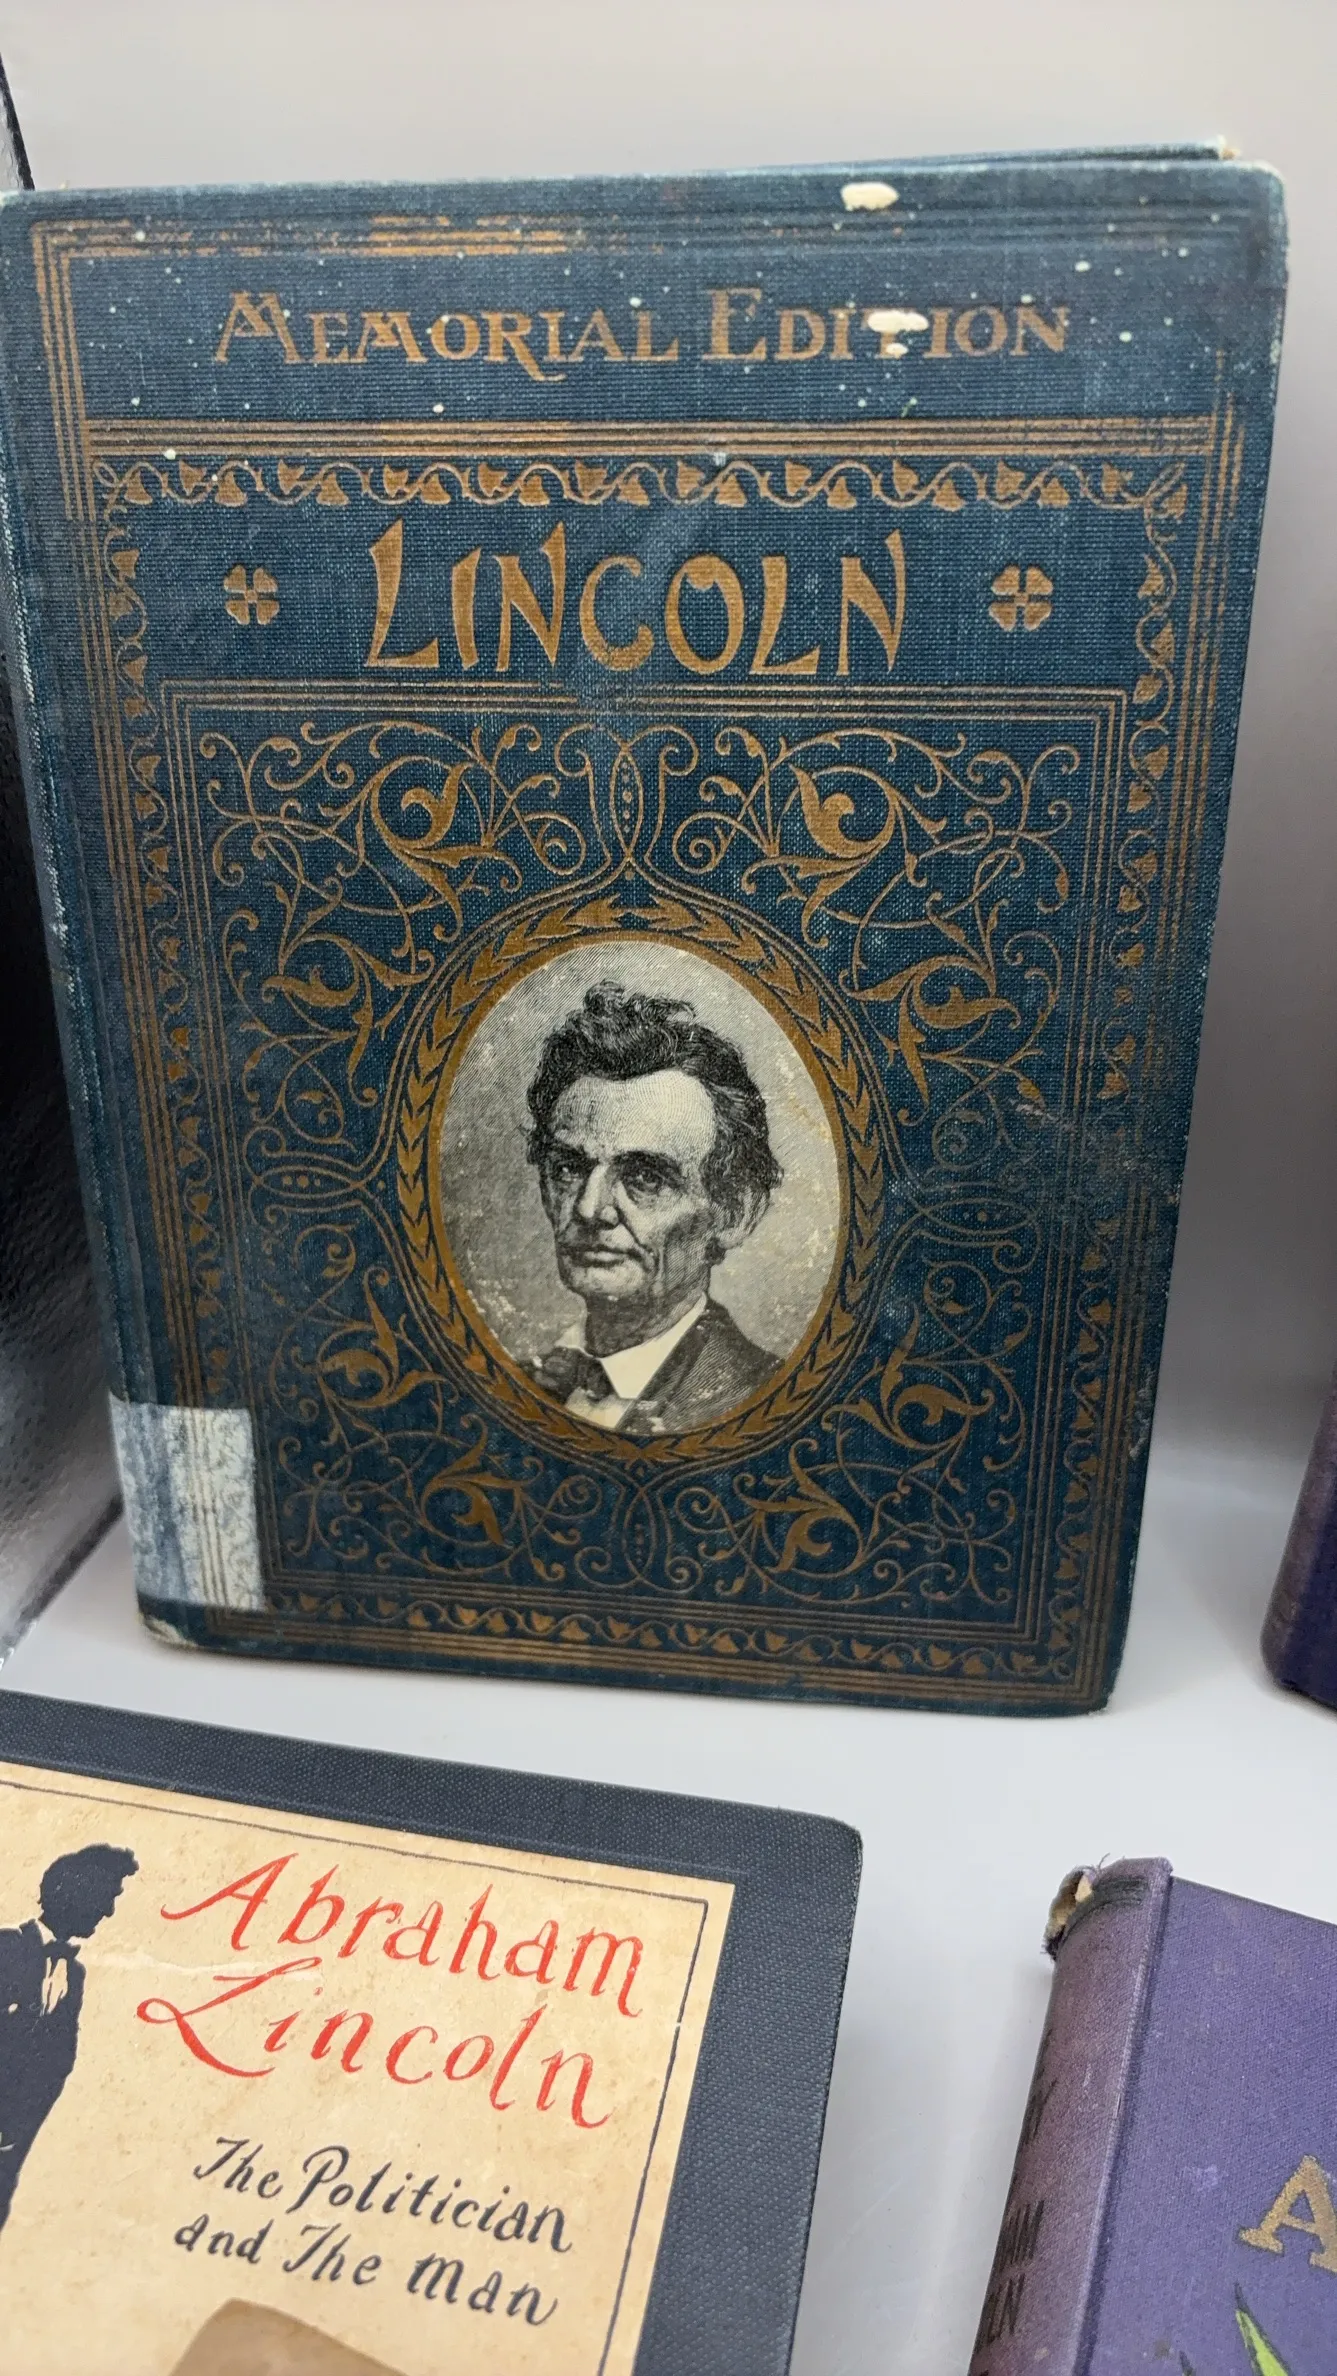 MEMORIAL EDITION
LINCOLN
Abraham
Lincoln
The Politician
and The Man
A